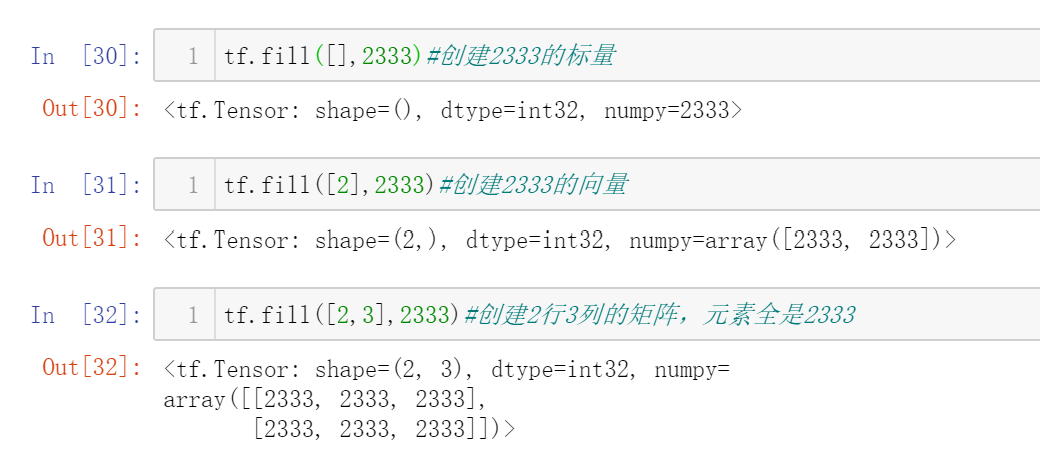 In [30]: 1 tf.fill([],2333)#创建2333的标量
Out[30]: <tf.Tensor: shape=(), dtype=int32, numpy=2333>
In [31]: 1 tf.fill([2],2333)#创建2333的向量
Out[31]: <tf.Tensor: shape=(2,), dtype=int32, numpy=array([2333, 2333])>
In [32]: 1 tf.fill([2,3],2333)#创建2行3列的矩阵，元素全是2333
Out[32]: <tf.Tensor: shape=(2, 3), dtype=int32, numpy=
array([[2333, 2333, 2333],
[2333, 2333, 2333]])>